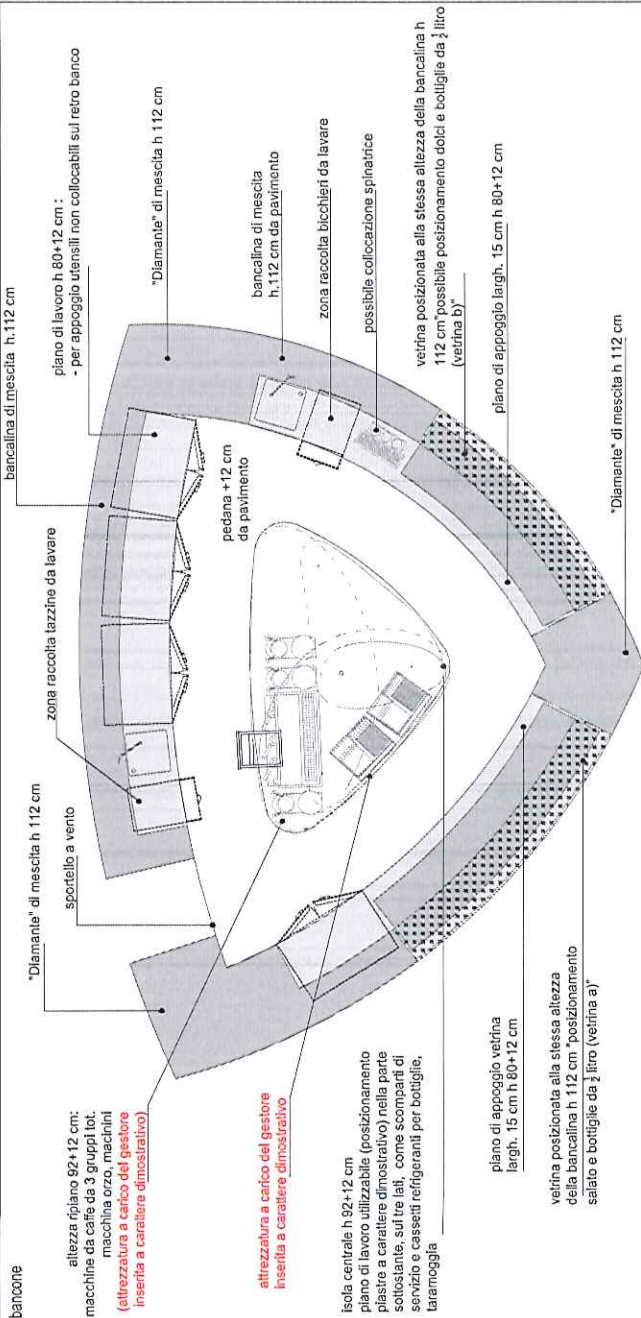 bancone
bancalina di mescita h.112 cm
"Diamante" di mescita h 112 cm
zona raccolta tazzine da lavare
sportello a vento
piano di lavoro h 80+12 cm :
- per appoggio utensili non collocabili sul retro banco
"Diamante" di mescita h 112 cm
bancalina di mescita
h.112 cm da pavimento
zona raccolta bicchieri da lavare
possibile collocazione spinatrice
vetrina posizionata alla stessa altezza della bancalina h
112 cm"possibile posizionamento dolci e bottiglie da ½ litro
(vetrina b)"
piano di appoggio largh. 15 cm h 80+12 cm
"Diamante" di mescita h 112 cm
pedana +12 cm
da pavimento
altezza ripiano 92+12 cm:
macchine da caffe da 3 gruppi tot.
macchina orzo, macinini
(attrezzatura a carico del gestore
inserita a carattere dimostrativo)
attrezzatura a carico del gestore
inserita a carattere dimostrativo
isola centrale h 92+12 cm
piano di lavoro utilizzabile (posizionamento
piastre a carattere dimostrativo) nella parte
sottostante, sui tre lati, come scomparti di
servizio e cassetti refrigeranti per bottiglie,
taramoggia
piano di appoggio vetrina
largh. 15 cm h 80+12 cm
vetrina posizionata alla stessa altezza
della bancalina h 112 cm "posizionamento
salato e bottiglie da ½ litro (vetrina a)"